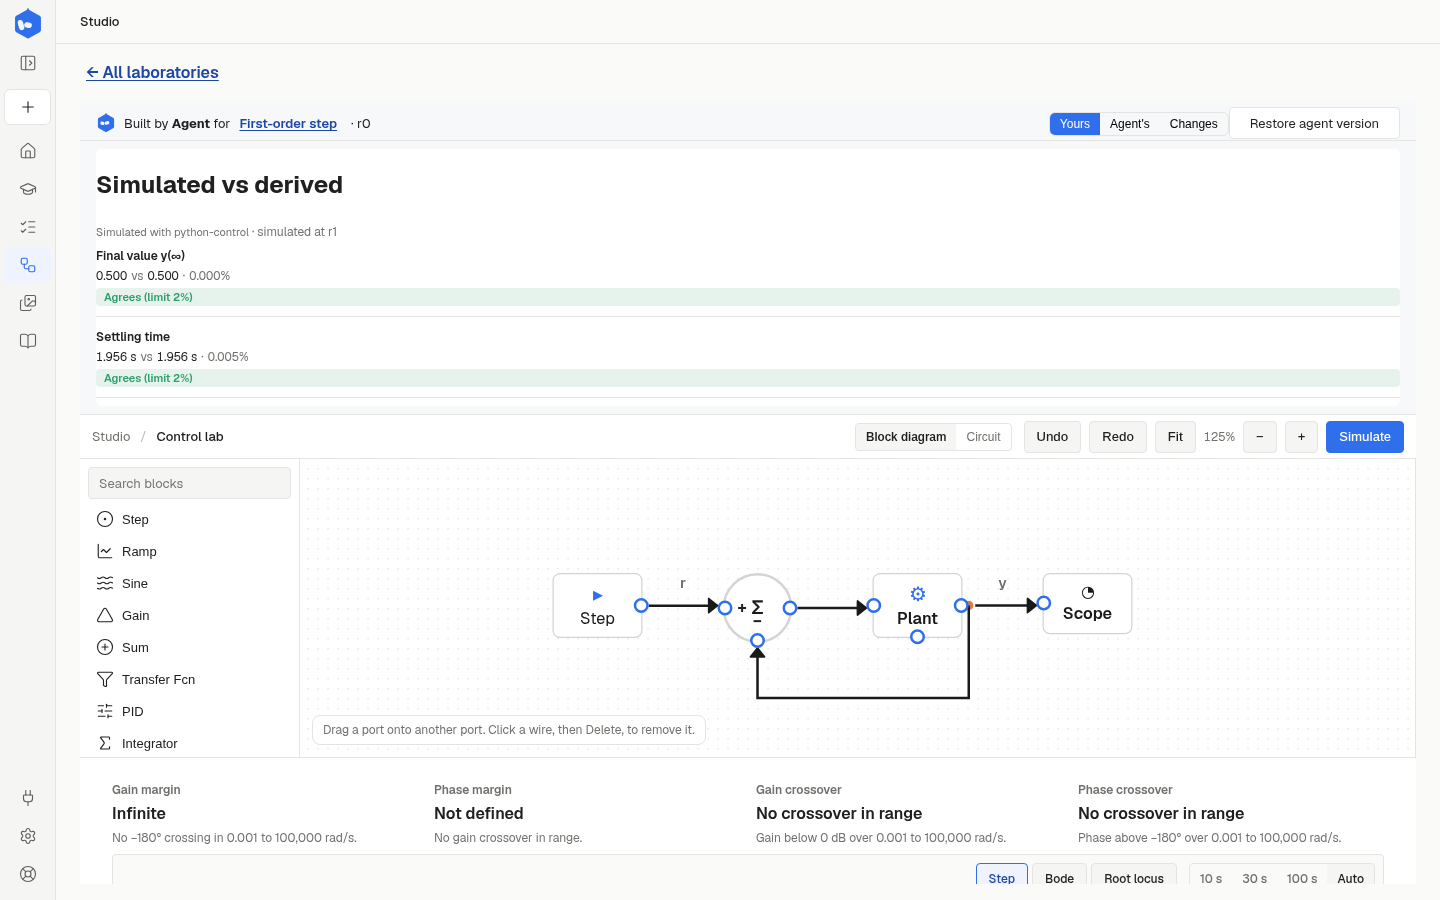 Studio
← All laboratories
Built by Agent for First-order step · r0
Yours Agent's Changes Restore agent version
Simulated vs derived
Simulated with python-control · simulated at r1
Final value y(∞)
0.500 vs 0.500 · 0.000%
Agrees (limit 2%)
Settling time
1.956 s vs 1.956 s · 0.005%
Agrees (limit 2%)
Studio / Control lab
Block diagram Circuit Undo Redo Fit 125% − + Simulate
Search blocks
Step
Ramp
Sine
Gain
Sum
Transfer Fcn
PID
Integrator
r
y
Step
+ Σ
−
Plant
Scope
Drag a port onto another port. Click a wire, then Delete, to remove it.
Gain margin
Infinite
No −180° crossing in 0.001 to 100,000 rad/s.
Phase margin
Not defined
No gain crossover in range.
Gain crossover
No crossover in range
Gain below 0 dB over 0.001 to 100,000 rad/s.
Phase crossover
No crossover in range
Phase above −180° over 0.001 to 100,000 rad/s.
Step Bode Root locus 10 s 30 s 100 s Auto